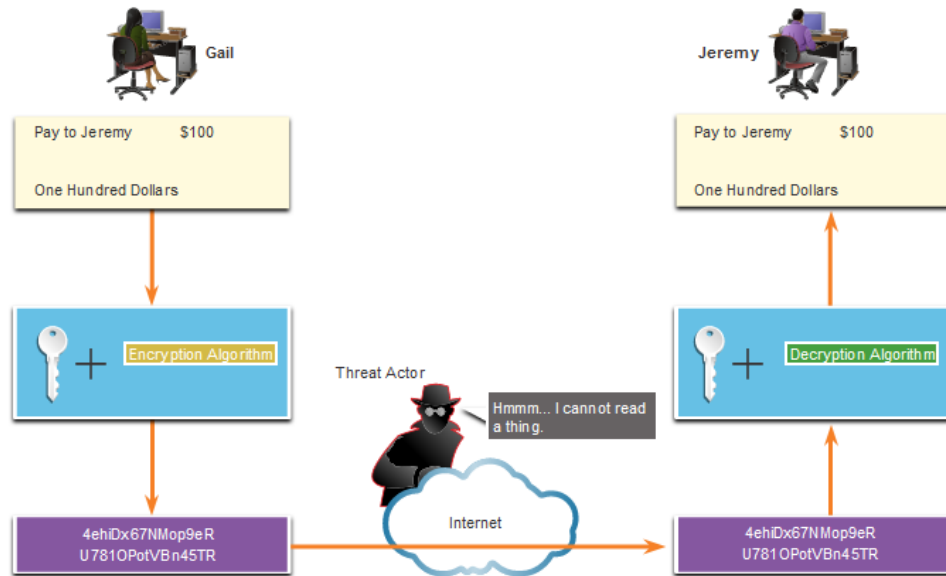 Gail
Jeremy
Pay to Jeremy $100
One Hundred Dollars
Pay to Jeremy $100
One Hundred Dollars
Encryption Algorithm
Decryption Algorithm
Threat Actor
Hmmm... I cannot read
a thing.
Internet
4ehiDx67NMop9eR
U781OPotVBn45TR
4ehiDx67NMop9eR
U781OPotVBn45TR